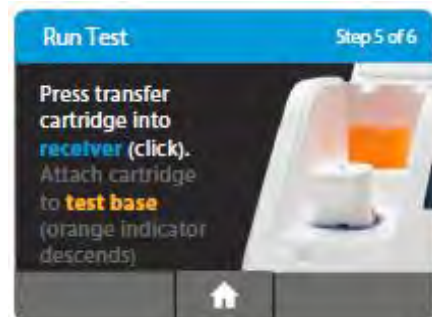 Run Test
Step 5 of 6
Press transfer
cartridge into
receiver (click).
Attach cartridge
to test base
(orange indicator
descends)